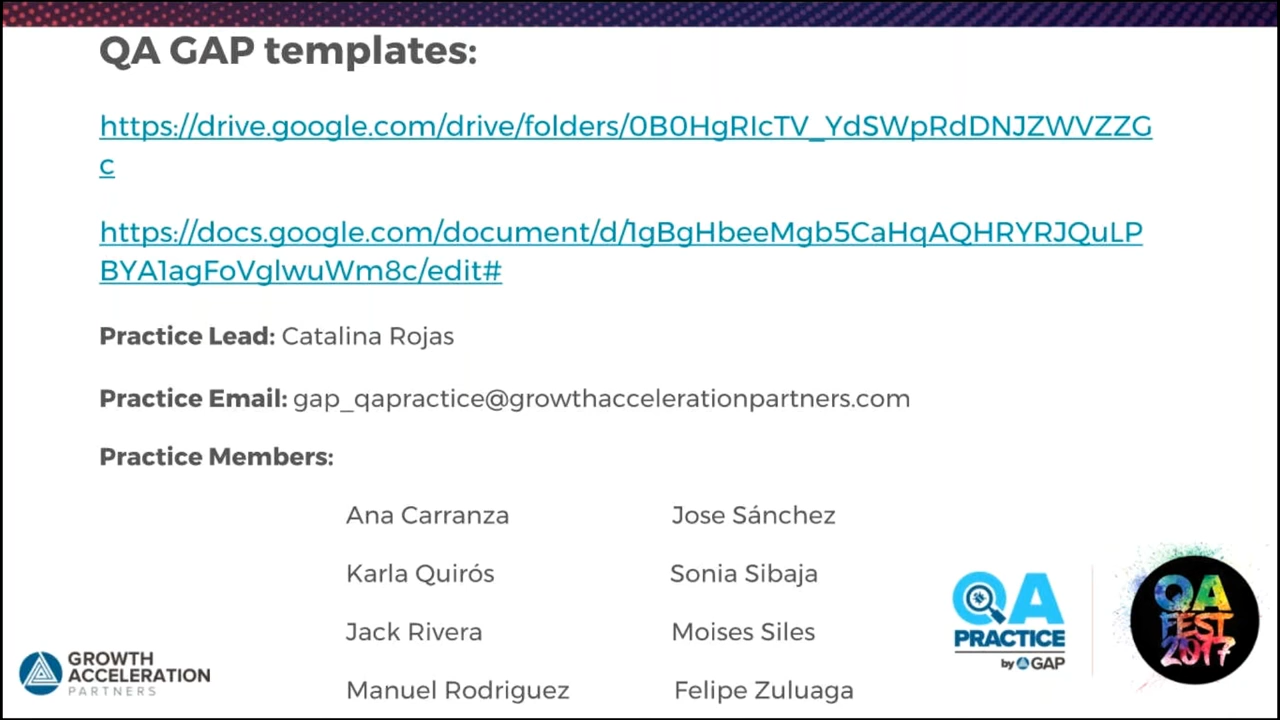 QA GAP templates:
https://drive.google.com/drive/folders/0B0HgRIcTV_YdSWpRdDNJZWVZZG
c
https://docs.google.com/document/d/1gBgHbeeMgb5CaHqAQHRYRJQuLP
BYA1agFoVglwuWm8c/edit#
Practice Lead: Catalina Rojas
Practice Email: gap_qapractice@growthaccelerationpartners.com
Practice Members:
Ana Carranza Jose Sánchez
Karla Quirós Sonia Sibaja
Jack Rivera Moises Siles
Manuel Rodriguez Felipe Zuluaga
GROWTH
ACCELERATION
PARTNERS
QA
PRACTICE
by GAP
QA
FEST
2017